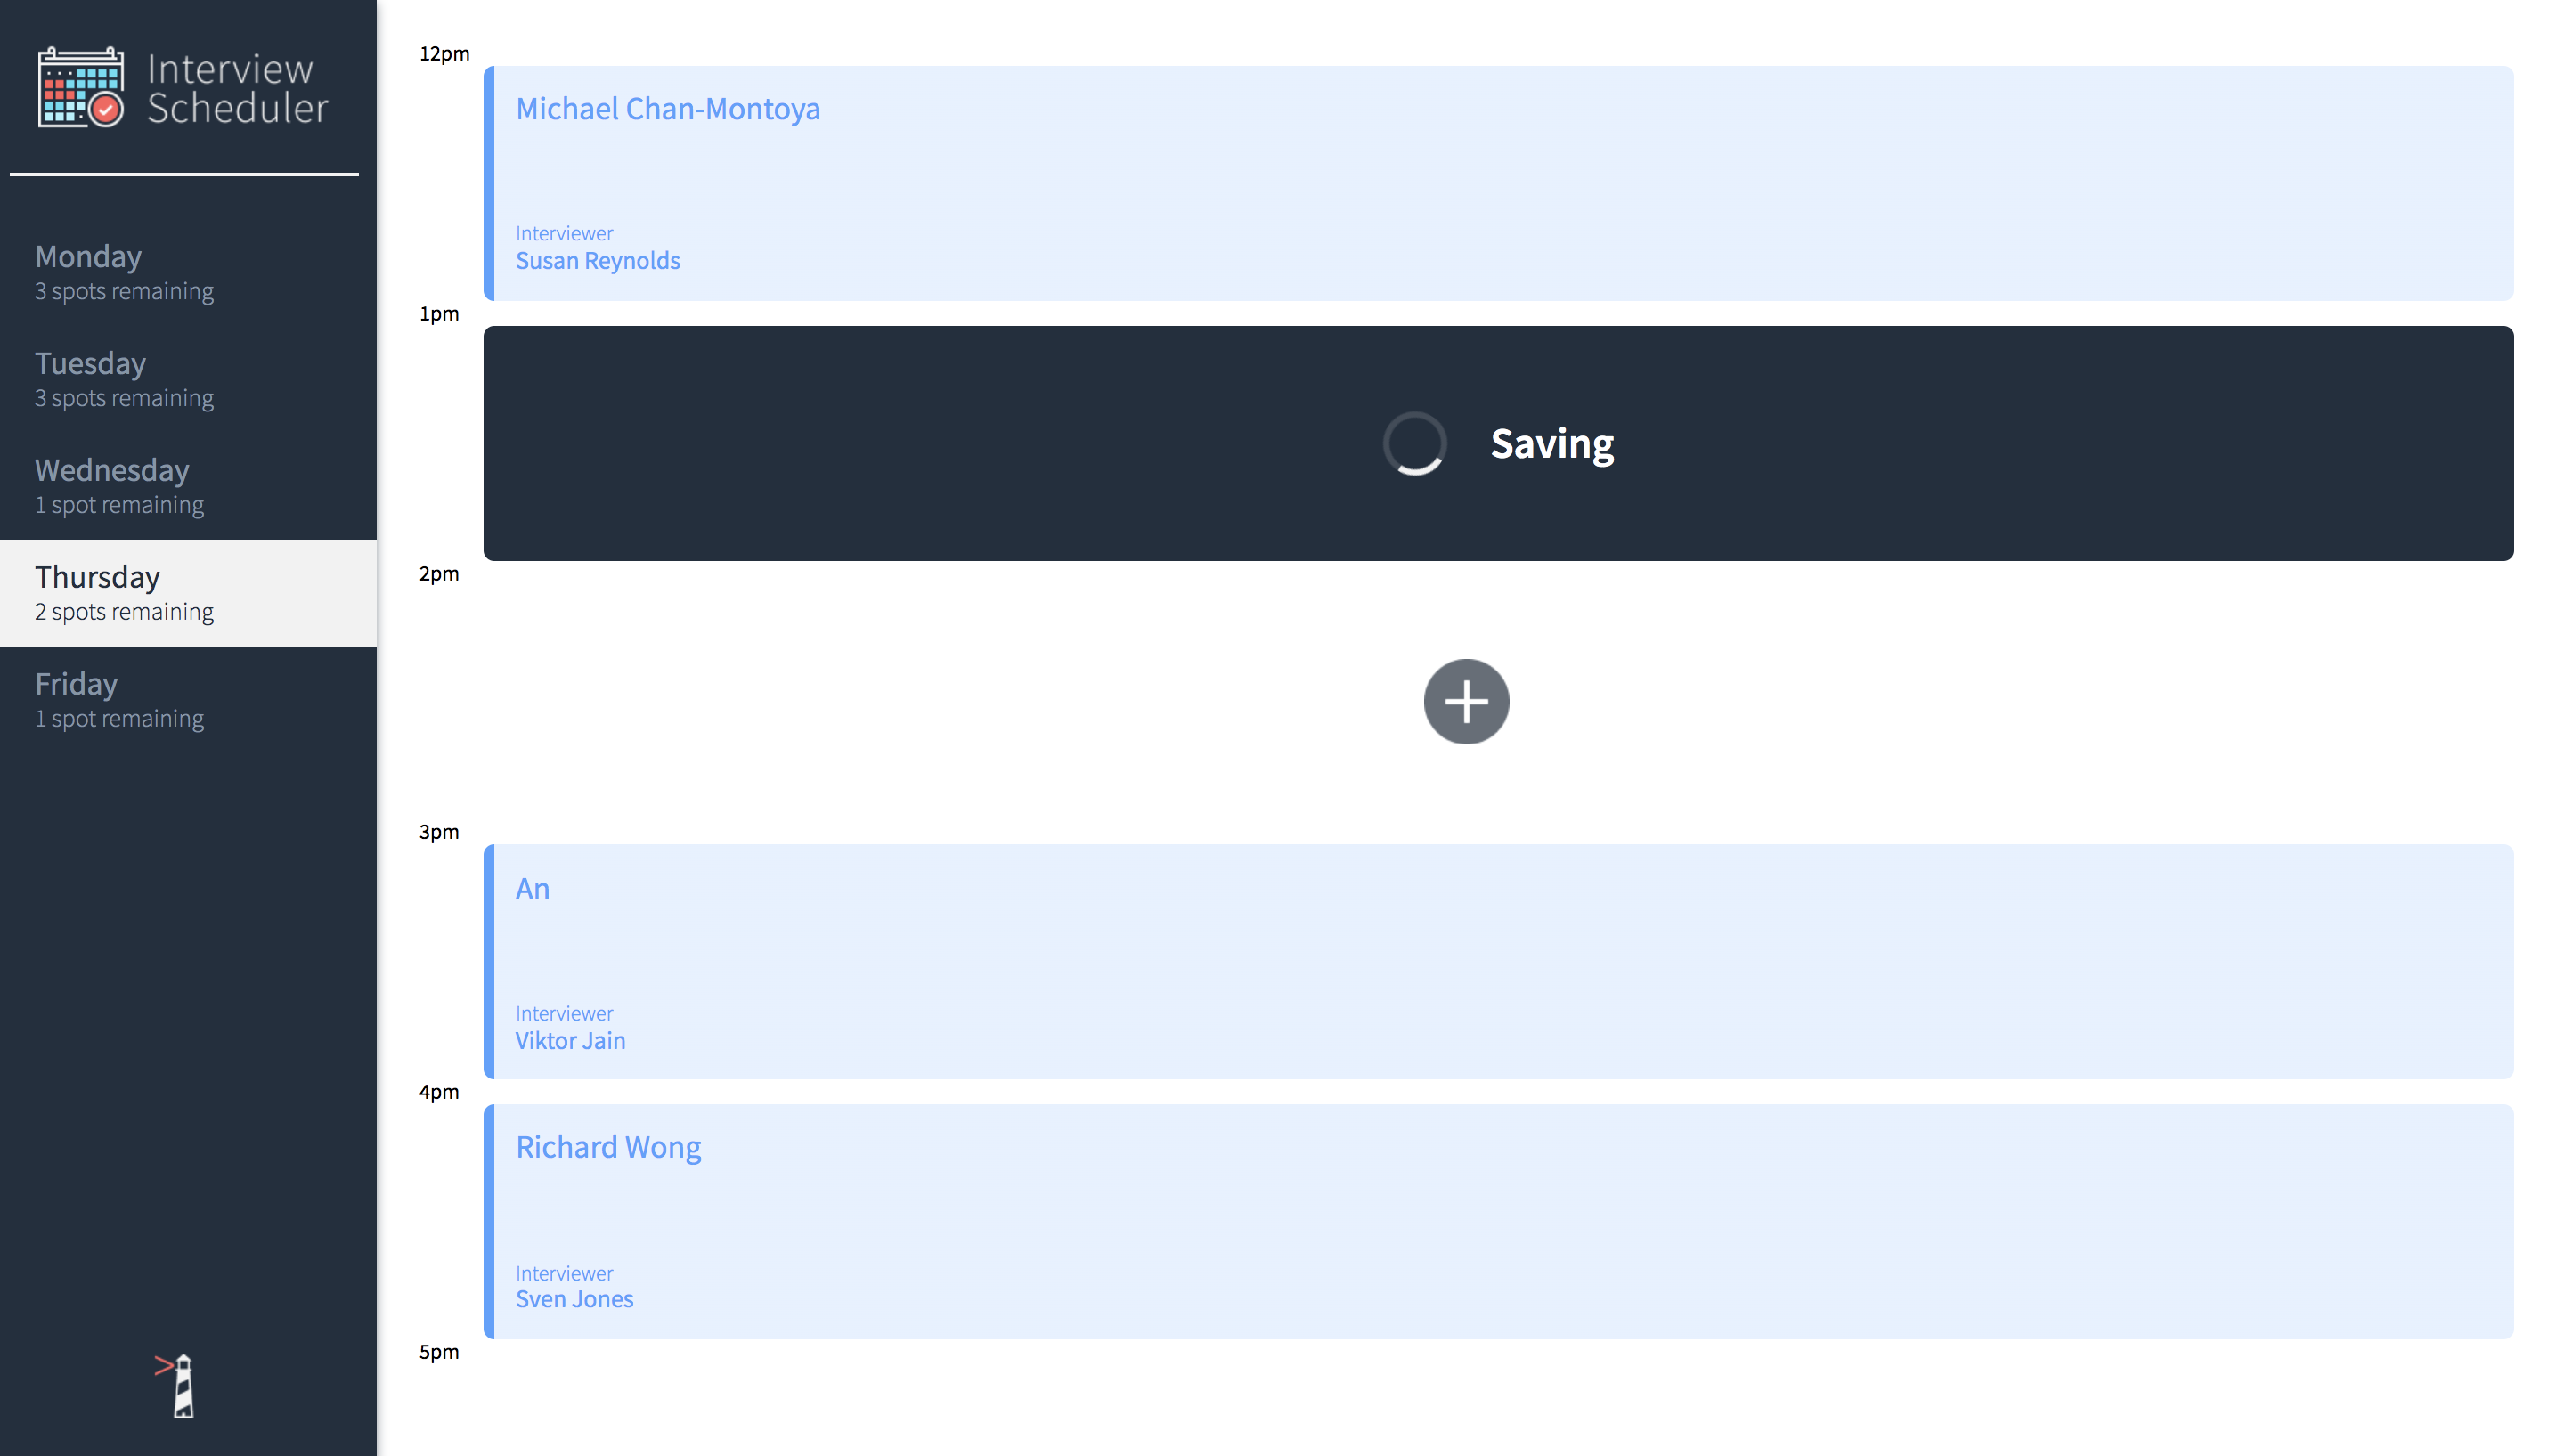 Interview
Scheduler
Monday
3 spots remaining
Tuesday
3 spots remaining
Wednesday
1 spot remaining
Thursday
2 spots remaining
Friday
1 spot remaining
12pm
Michael Chan-Montoya
Interviewer
Susan Reynolds
1pm
Saving
2pm
3pm
An
Interviewer
Viktor Jain
4pm
Richard Wong
Interviewer
Sven Jones
5pm